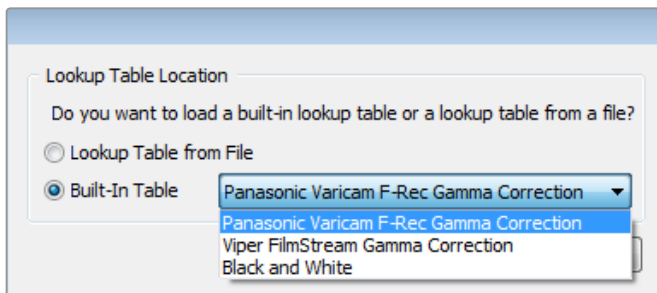 Lookup Table Location
Do you want to load a built-in lookup table or a lookup table from a file?
Lookup Table from File
Built-In Table Panasonic Varicam F-Rec Gamma Correction
Panasonic Varicam F-Rec Gamma Correction
Viper FilmStream Gamma Correction
Black and White